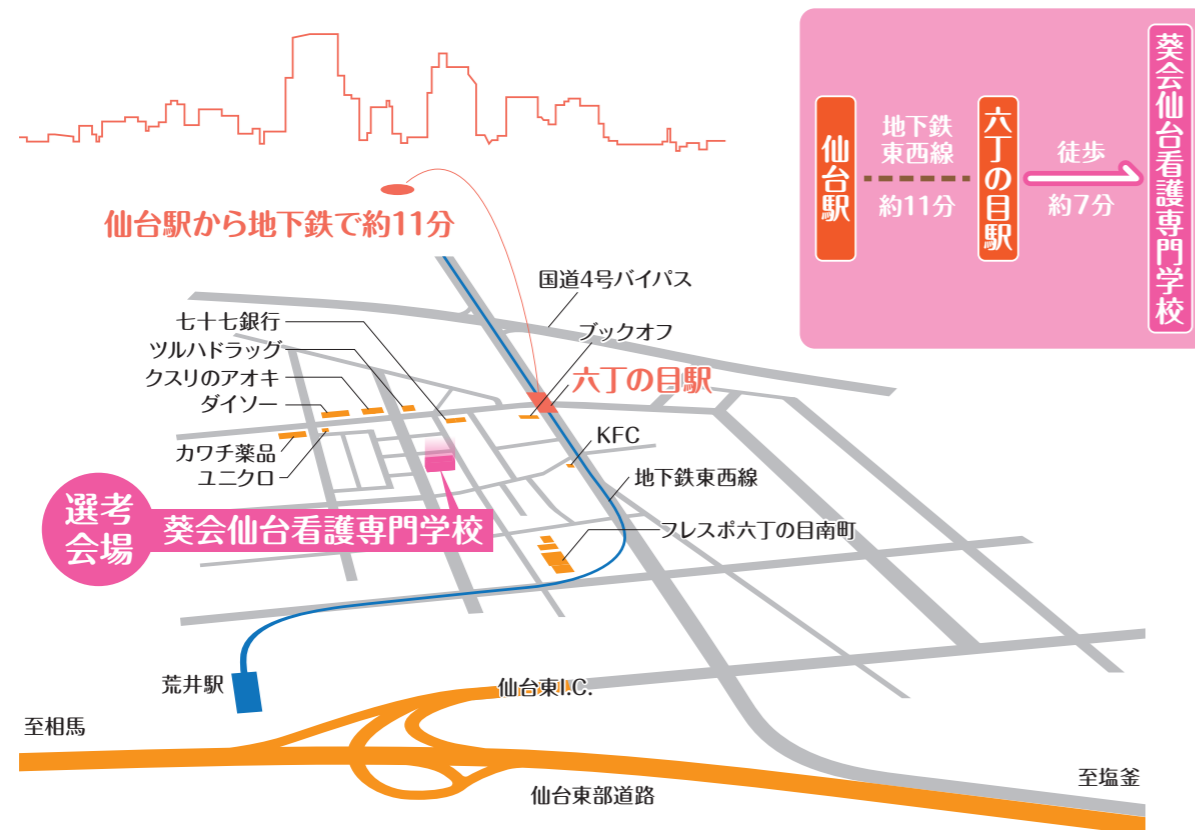 葵会仙台看護専門学校
仙台駅
地下鉄
東西線
約11分
六丁の目駅
徒歩
約7分
仙台駅から地下鉄で約11分
国道4号バイパス
七十七銀行
ブックオフ
ツルハドラッグ
六丁の目駅
クスリのアオキ
ダイソー
カワチ薬品
KFC
ユニクロ
地下鉄東西線
選考
会場
葵会仙台看護専門学校
フレスポ六丁の目南町
荒井駅
仙台東I.C.
至相馬
至塩釜
仙台東部道路